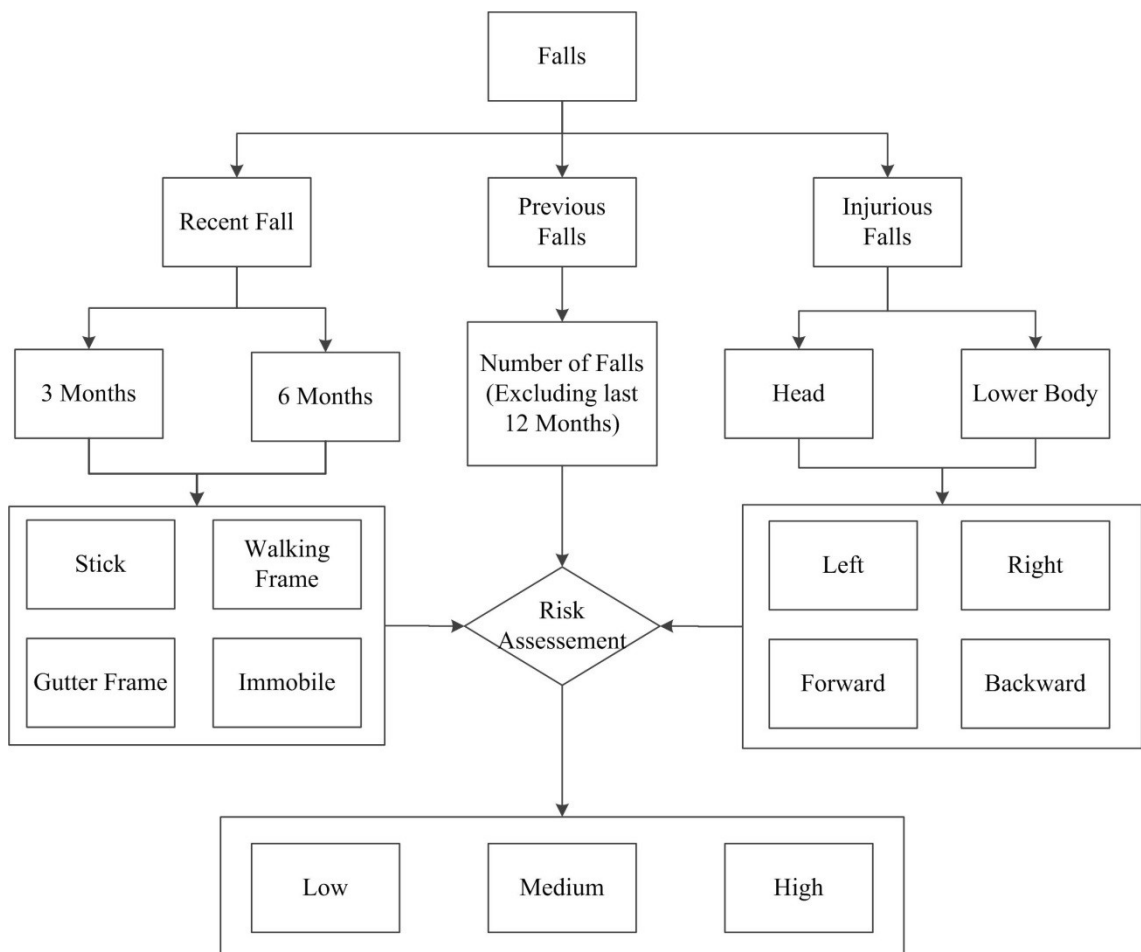 Falls
Recent Fall
Previous
Falls
Injurious
Falls
3 Months
6 Months
Number of Falls
(Excluding last
12 Months)
Head
Lower Body
Stick
Walking
Frame
Gutter Frame
Immobile
Risk
Assessement
Left
Right
Forward
Backward
Low
Medium
High